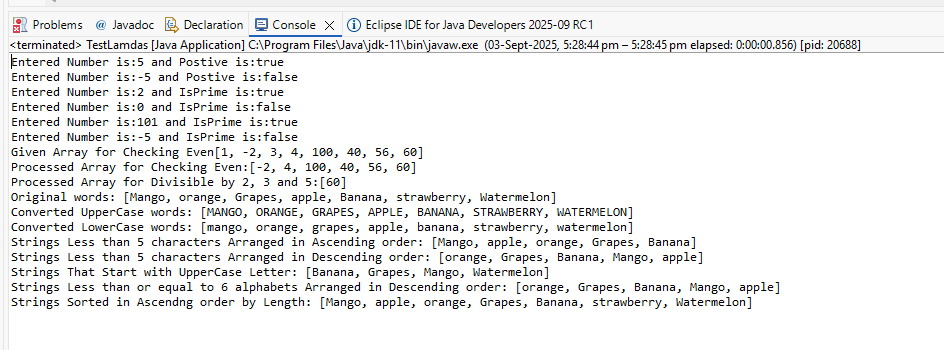 Problems Javadoc Declaration Console Eclipse IDE for Java Developers 2025-09 RC1
<terminated> TestLamdas [Java Application] C:\Program Files\Java\jdk-11\bin\javaw.exe (03-Sept-2025, 5:28:44 pm – 5:28:45 pm elapsed: 0:00:00.856) [pid: 20688]
Entered Number is:5 and Postive is:true
Entered Number is:-5 and Postive is:false
Entered Number is:2 and IsPrime is:true
Entered Number is:0 and IsPrime is:false
Entered Number is:101 and IsPrime is:true
Entered Number is:-5 and IsPrime is:false
Given Array for Checking Even[1, -2, 3, 4, 100, 40, 56, 60]
Processed Array for Checking Even:[-2, 4, 100, 40, 56, 60]
Processed Array for Divisible by 2, 3 and 5:[60]
Original words: [Mango, orange, Grapes, apple, Banana, strawberry, Watermelon]
Converted UpperCase words: [MANGO, ORANGE, GRAPES, APPLE, BANANA, STRAWBERRY, WATERMELON]
Converted LowerCase words: [mango, orange, grapes, apple, banana, strawberry, watermelon]
Strings Less than 5 characters Arranged in Ascending order: [Mango, apple, orange, Grapes, Banana]
Strings Less than 5 characters Arranged in Descending order: [orange, Grapes, Banana, Mango, apple]
Strings That Start with UpperCase Letter: [Banana, Grapes, Mango, Watermelon]
Strings Less than or equal to 6 alphabets Arranged in Descending order: [orange, Grapes, Banana, Mango, apple]
Strings Sorted in Ascendng order by Length: [Mango, apple, orange, Grapes, Banana, strawberry, Watermelon]